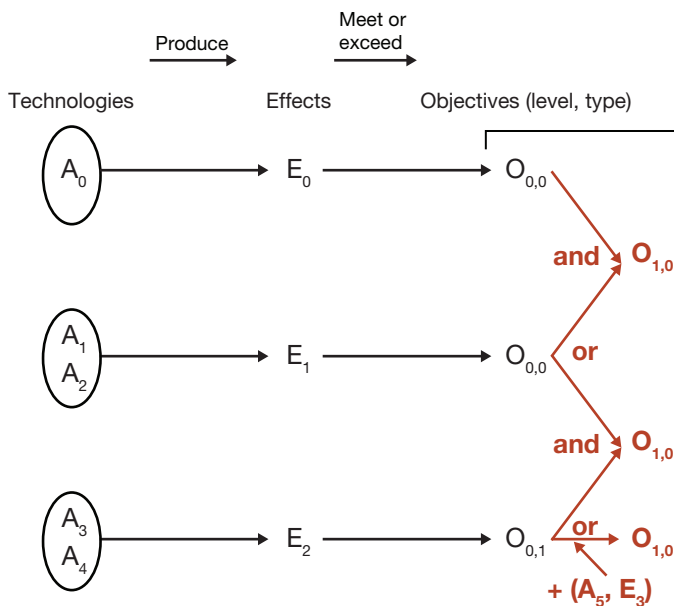 Produce
Meet or
exceed
Technologies
Effects
Objectives (level, type)
A₀
E₀
O₀,₀
and
O₁,₀
A₁
A₂
E₁
O₀,₀
or
and
O₁,₀
A₃
A₄
E₂
O₀,₁
or
O₁,₀
+ (A₅, E₃)